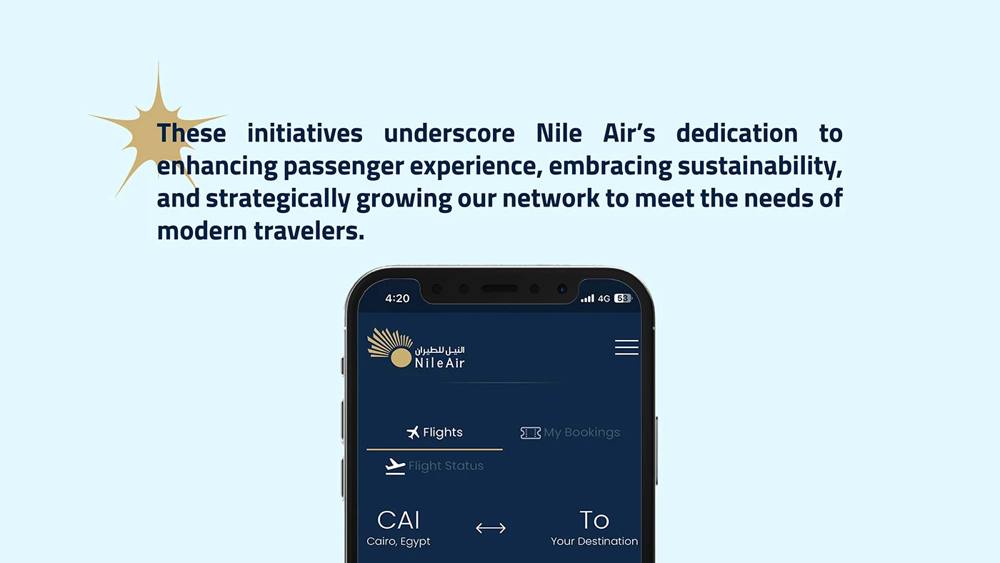 These initiatives underscore Nile Air's dedication to
enhancing passenger experience, embracing sustainability,
and strategically growing our network to meet the needs of
modern travelers.
4:20
4G 53
النيل للطيران
NileAir
Flights
My Bookings
Flight Status
CAI
To
Cairo, Egypt
Your Destination